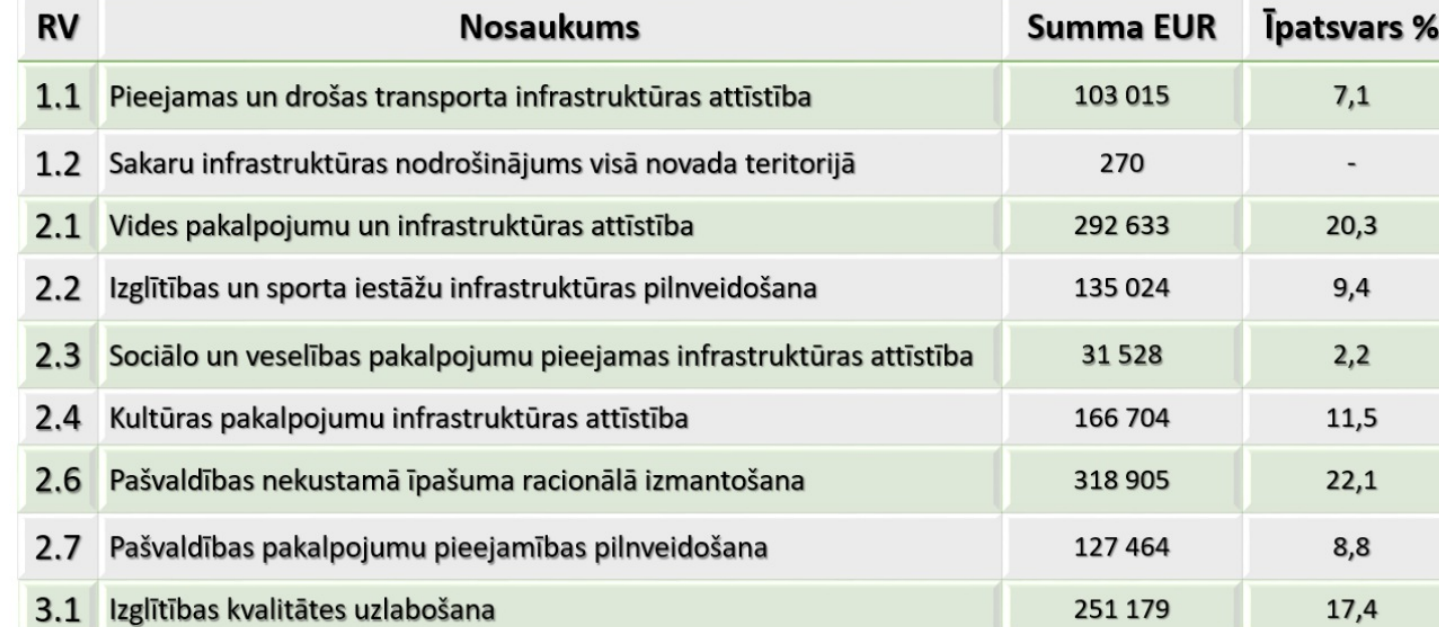 RV Nosaukums Summa EUR Īpatsvars %
1.1 Pieejamas un drošas transporta infrastruktūras attīstība 103 015 7,1
1.2 Sakaru infrastruktūras nodrošinājums visā novada teritorijā 270 -
2.1 Vides pakalpojumu un infrastruktūras attīstība 292 633 20,3
2.2 Izglītības un sporta iestāžu infrastruktūras pilnveidošana 135 024 9,4
2.3 Sociālo un veselības pakalpojumu pieejamas infrastruktūras attīstība 31 528 2,2
2.4 Kultūras pakalpojumu infrastruktūras attīstība 166 704 11,5
2.6 Pašvaldības nekustamā īpašuma racionālā izmantošana 318 905 22,1
2.7 Pašvaldības pakalpojumu pieejamības pilnveidošana 127 464 8,8
3.1 Izglītības kvalitātes uzlabošana 251 179 17,4